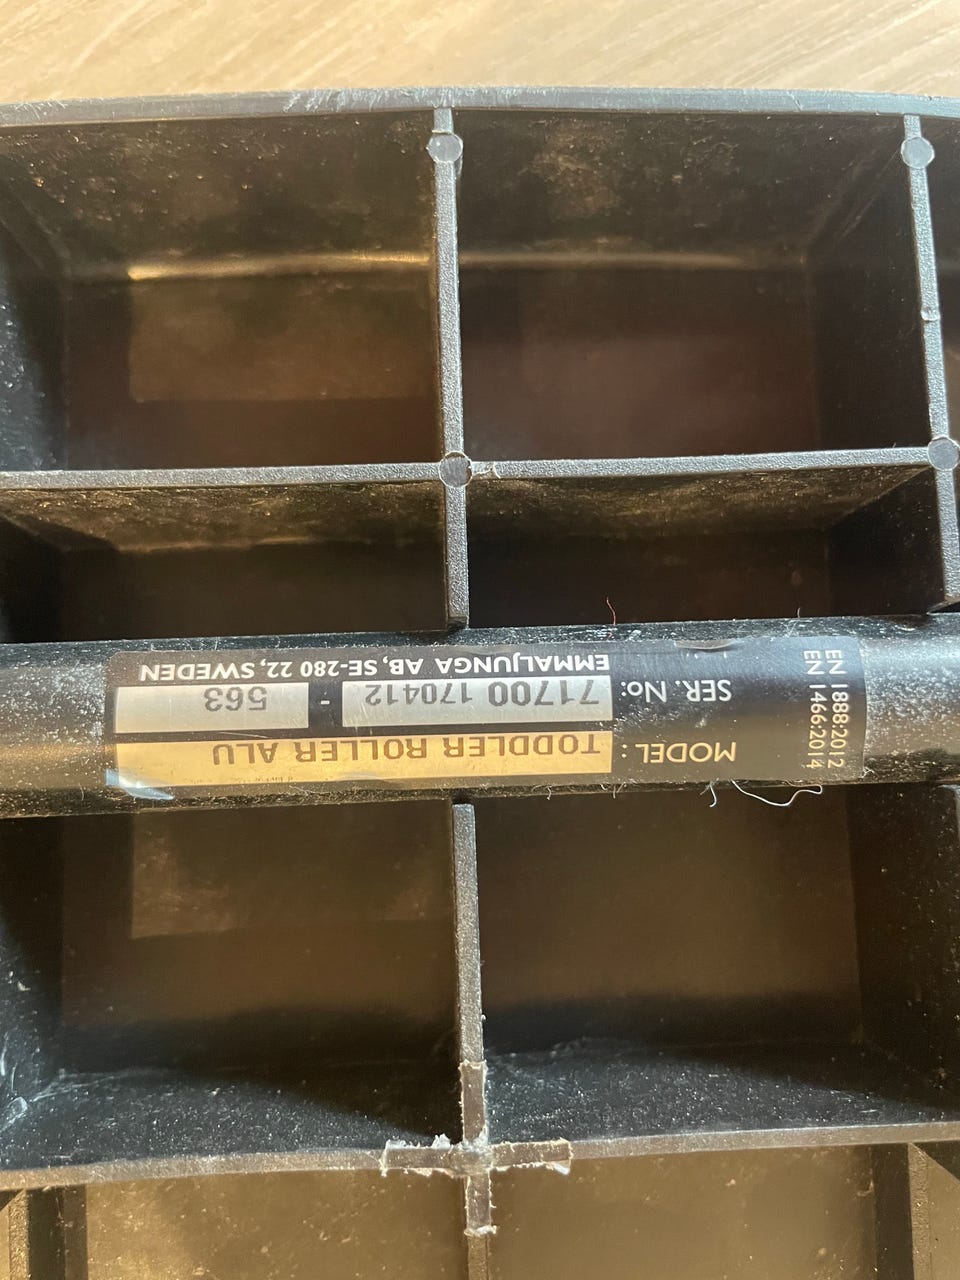 MODEL: TODDLER ROLLER ALU
SER. No: 71700 170412 - 563
EMMALJUNGA AB, SE-280 22, SWEDEN
EN 1888:2012
EN 1466:2014